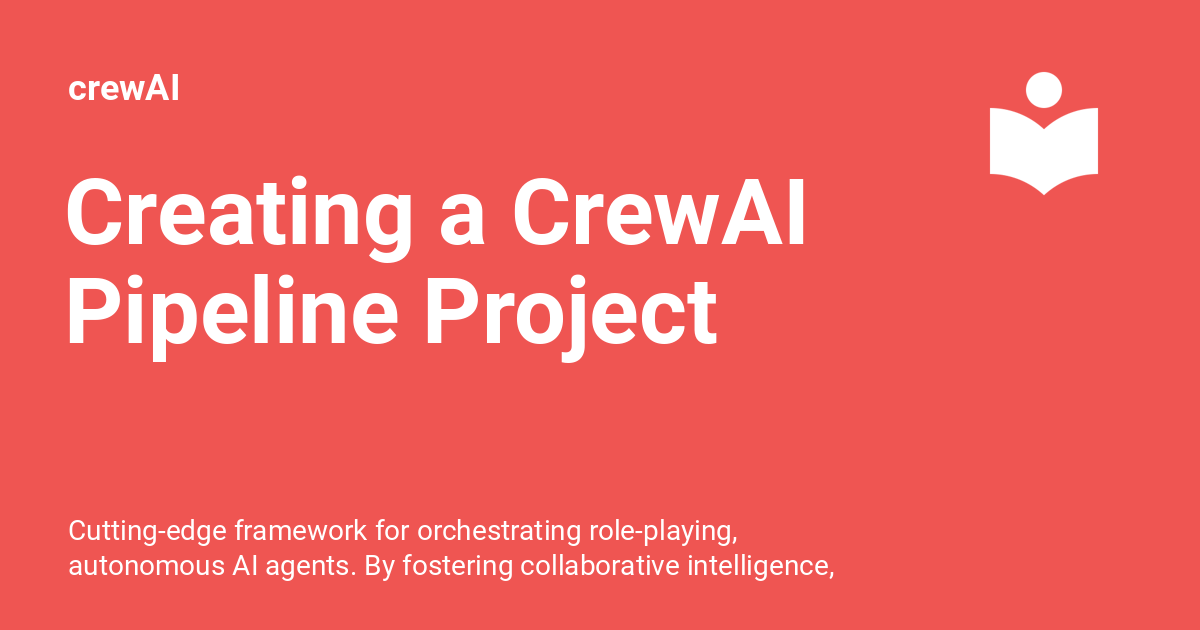 crewAI
Creating a CrewAI
Pipeline Project
Cutting-edge framework for orchestrating role-playing,
autonomous AI agents. By fostering collaborative intelligence,